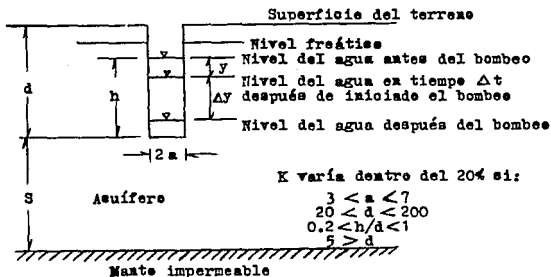 Superficie del terreno
Nivel freático
Nivel del agua antes del bombeo
Nivel del agua en tiempo Δt
después de iniciado el bombeo
Nivel del agua después del bombeo
d
h
y
Δy
2a
S
Acuífero
K varía dentro del 20% si:
3 < a < 7
20 < d < 200
0.2 < h/d < 1
5 > d
Manto impermeable